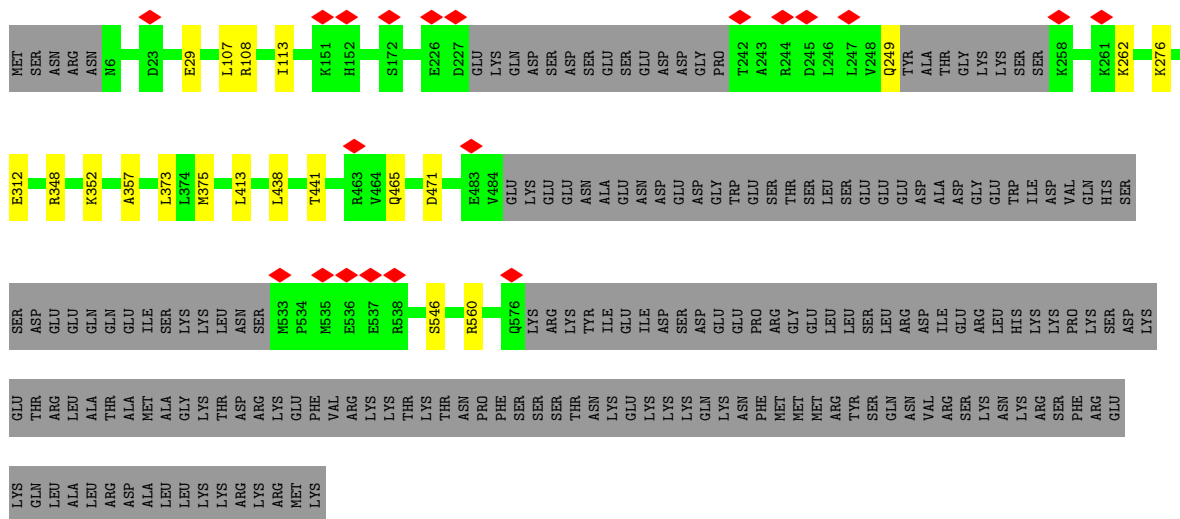 MET SER ASN ARG ASN N6 D23 E29 L107 R108 I113 K151 H152 S172 E226 D227 GLU LYS GLN ASP SER ASP SER GLU SER GLU ASP ASP GLY PRO T242 A243 R244 D245 L246 L247 V248 Q249 TYR ALA THR GLY LYS LYS SER SER K258 K261 K262 K276
E312 R348 K352 A357 L373 L374 M375 L413 L438 T441 R463 V464 Q465 D471 E483 V484 GLU LYS GLU GLU ASN ALA GLU ASN ASP GLU ASP GLY TRP GLU SER THR SER LEU SER GLU GLU GLU ASP ALA ASP GLY GLU TRP ILE ASP VAL GLN HIS SER
SER ASP GLU GLU GLN GLN GLU ILE SER LYS LYS LEU ASN SER M533 P534 M535 E536 E537 R538 S546 R560 Q576 LYS ARG LYS TYR ILE GLU ILE ASP SER ASP GLU GLU PRO ARG GLY GLU LEU LEU SER LEU ARG ASP ILE GLU ARG LEU HIS LYS LYS PRO LYS SER ASP LYS
GLU THR ARG LEU ALA THR ALA MET ALA GLY LYS THR ASP ARG LYS GLU PHE VAL ARG LYS LYS THR LYS THR ASN PRO PHE SER SER SER THR ASN LYS GLU LYS LYS LYS GLN LYS ASN PHE MET MET MET ARG TYR SER GLN ASN VAL ARG SER LYS ASN LYS ARG SER PHE ARG GLU
LYS GLN LEU ALA LEU ARG ASP ALA LEU LEU LYS LYS ARG LYS ARG MET LYS